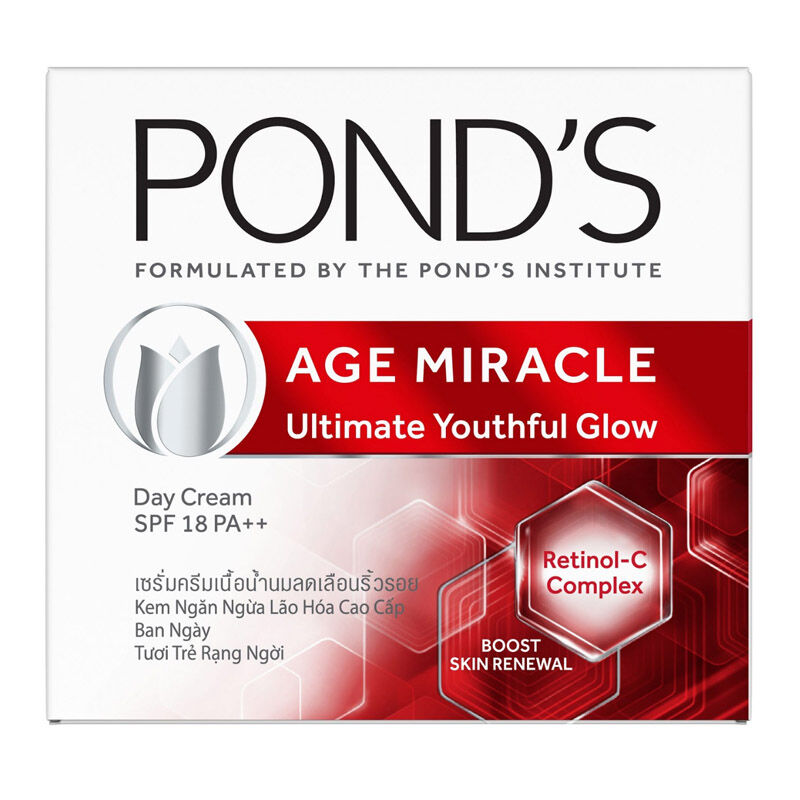 POND'S
FORMULATED BY THE POND'S INSTITUTE
AGE MIRACLE
Ultimate Youthful Glow
Day Cream
SPF 18 PA++
เซรั่มครีมเนื้อน้ำนมลดเลือนริ้วรอย
Kem Ngăn Ngừa Lão Hóa Cao Cấp
Ban Ngày
Tươi Trẻ Rạng Ngời
Retinol-C
Complex
BOOST
SKIN RENEWAL